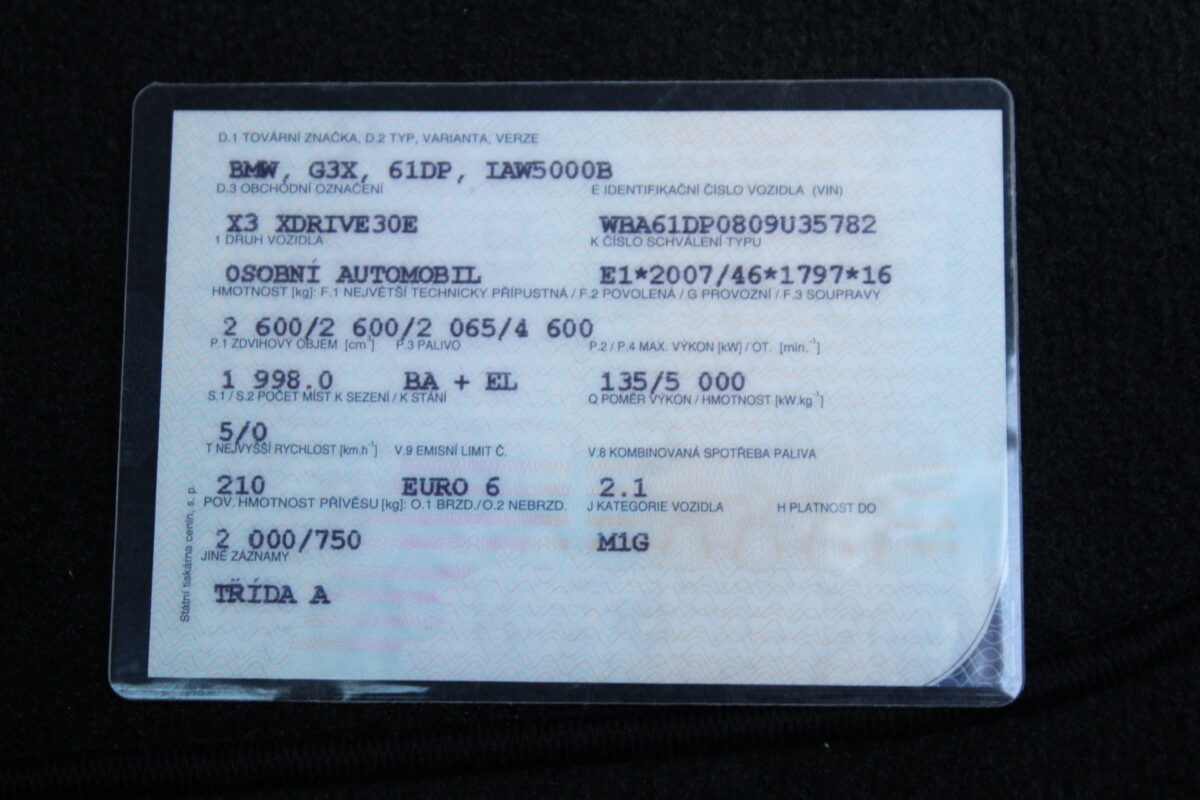 D.1 TOVÁRNÍ ZNAČKA, D.2 TYP, VARIANTA, VERZE
BMW, G3X, 61DP, IAW5000B
D.3 OBCHODNÍ OZNAČENÍ E IDENTIFIKAČNÍ ČÍSLO VOZIDLA (VIN)
X3 XDRIVE30E WBA61DP0809U35782
1 DRUH VOZIDLA K ČÍSLO SCHVÁLENÍ TYPU
OSOBNÍ AUTOMOBIL E1*2007/46*1797*16
HMOTNOST [kg]: F.1 NEJVĚTŠÍ TECHNICKY PŘÍPUSTNÁ / F.2 POVOLENÁ / G PROVOZNÍ / F.3 SOUPRAVY
2 600/2 600/2 065/4 600
P.1 ZDVIHOVÝ OBJEM [cm³] P.3 PALIVO P.2 / P.4 MAX. VÝKON [kW] / OT. [min.⁻¹]
1 998.0 BA + EL 135/5 000
S.1 / S.2 POČET MÍST K SEZENÍ / K STÁNÍ Q POMĚR VÝKON / HMOTNOST [kW.kg⁻¹]
5/0
T NEJVYŠŠÍ RYCHLOST [km.h⁻¹] V.9 EMISNÍ LIMIT Č. V.8 KOMBINOVANÁ SPOTŘEBA PALIVA
210 EURO 6 2.1
POV. HMOTNOST PŘÍVĚSU [kg]: O.1 BRZD./O.2 NEBRZD. J KATEGORIE VOZIDLA H PLATNOST DO
2 000/750 M1G
JINÉ ZÁZNAMY
TŘÍDA A
Státní tiskárna cenin, s. p.